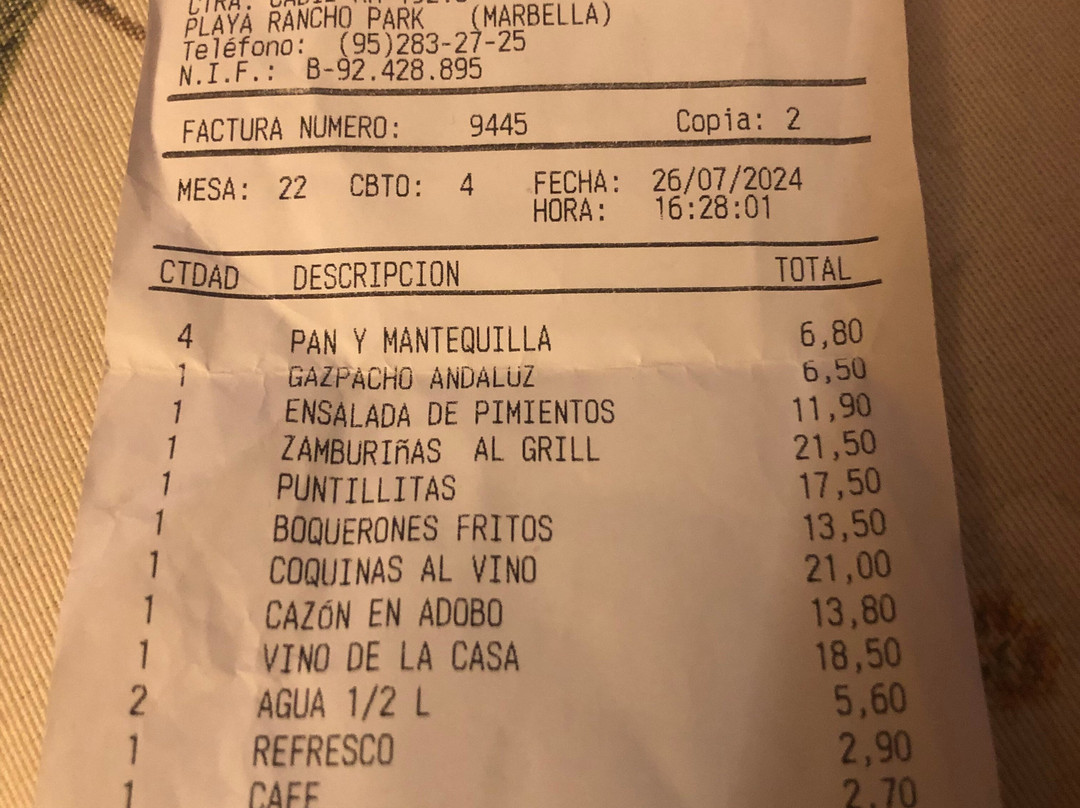 PLAYA RANCHO PARK (MARBELLA)
Teléfono: (95)283-27-25
N.I.F.: B-92.428.895
FACTURA NUMERO: 9445 Copia: 2
MESA: 22 CBTO: 4 FECHA: 26/07/2024
HORA: 16:28:01
CTDAD DESCRIPCION TOTAL
4 PAN Y MANTEQUILLA 6,80
1 GAZPACHO ANDALUZ 6,50
1 ENSALADA DE PIMIENTOS 11,90
1 ZAMBURIñAS AL GRILL 21,50
1 PUNTILLITAS 17,50
1 BOQUERONES FRITOS 13,50
1 COQUINAS AL VINO 21,00
1 CAZóN EN ADOBO 13,80
1 VINO DE LA CASA 18,50
2 AGUA 1/2 L 5,60
1 REFRESCO 2,90
1 CAFE 2,70